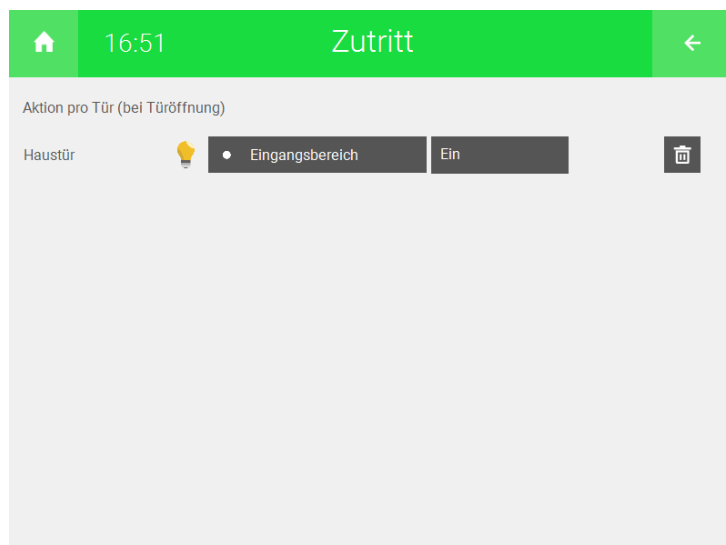 16:51 Zutritt
Aktion pro Tür (bei Türöffnung)
Haustür Eingangsbereich Ein